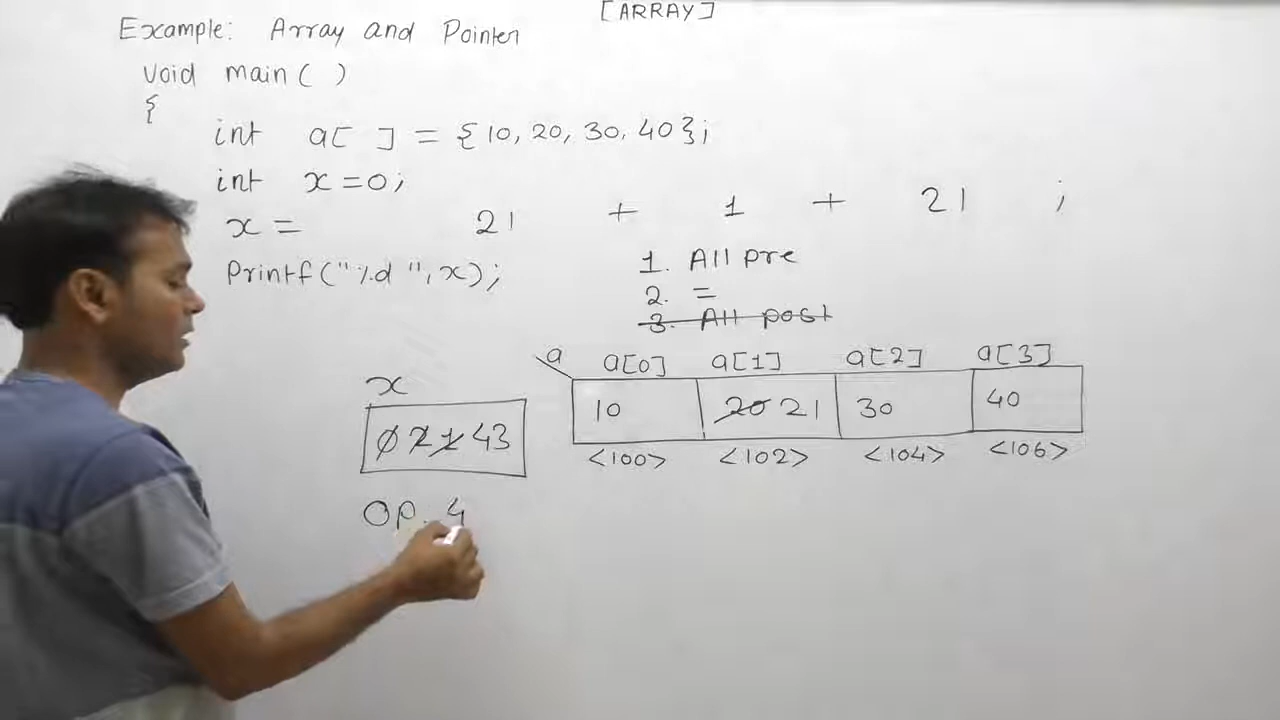 [ARRAY]
Example: Array and Pointer
void main( )
{
int a[ ] = {10, 20, 30, 40};
int x=0;
x= 21 + 1 + 21 ;
Printf("%d ",x);
1. All pre
2. =
3. All post
a a[0] a[1] a[2] a[3]
x
10 20 21 30 40
0 2 1 43
<100> <102> <104> <106>
OP. 4